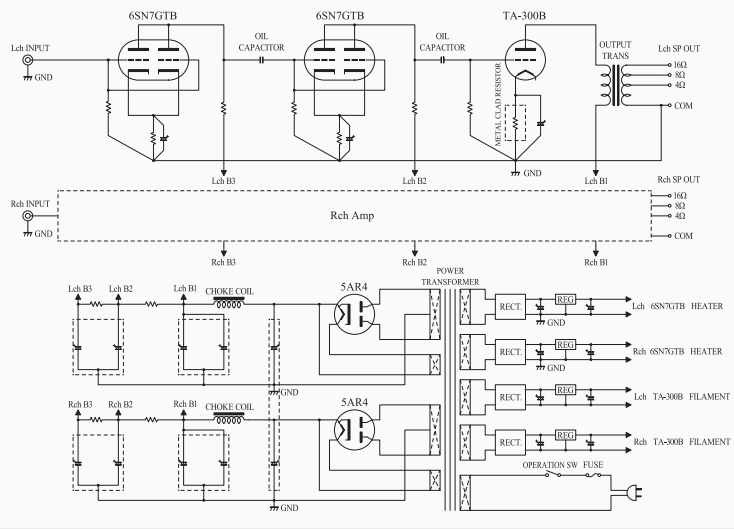 6SN7GTB
6SN7GTB
TA-300B
Lch INPUT
GND
OIL
CAPACITOR
OIL
CAPACITOR
METAL CLAD RESISTOR
OUTPUT
TRANS
Lch SP OUT
16Ω
8Ω
4Ω
COM
GND
Lch B3
Lch B2
Lch B1
Rch INPUT
GND
Rch Amp
Rch SP OUT
16Ω
8Ω
4Ω
COM
Rch B3
Rch B2
Rch B1
Lch B3
Lch B2
Lch B1
CHOKE COIL
5AR4
POWER
TRANSFORMER
GND
RECT.
REG
GND
Lch 6SN7GTB HEATER
RECT.
REG
GND
Rch 6SN7GTB HEATER
RECT.
REG
Lch TA-300B FILAMENT
Rch B3
Rch B2
Rch B1
CHOKE COIL
5AR4
GND
RECT.
REG
Rch TA-300B FILAMENT
OPERATION SW FUSE